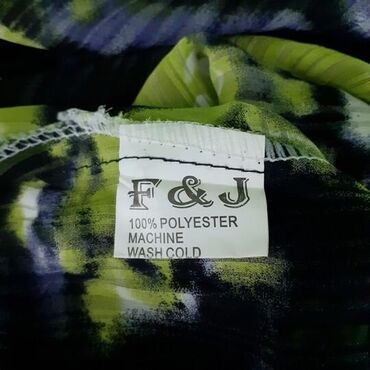 F & J
100% POLYESTER
MACHINE
WASH COLD